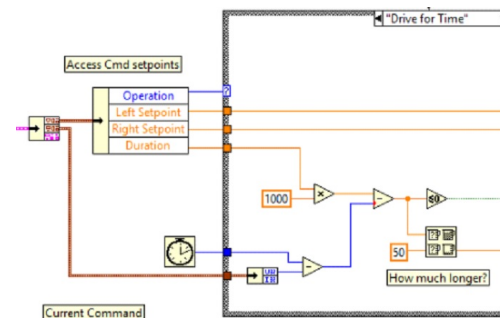 "Drive for Time"
Access Cmd setpoints
Operation
Left Setpoint
Right Setpoint
Duration
1000
50
How much longer?
Current Command